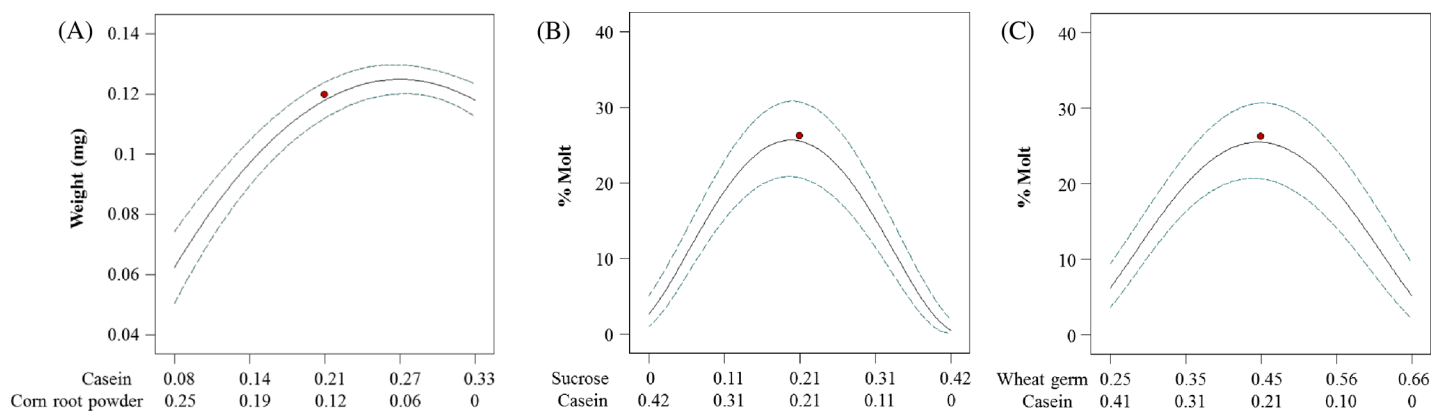 (A)
0.14
0.12
0.1
0.08
0.06
0.04
Weight (mg)
Casein 0.08 0.14 0.21 0.27 0.33
Corn root powder 0.25 0.19 0.12 0.06 0
(B)
40
30
20
10
0
% Molt
Sucrose 0 0.11 0.21 0.31 0.42
Casein 0.42 0.31 0.21 0.11 0
(C)
40
30
20
10
0
% Molt
Wheat germ 0.25 0.35 0.45 0.56 0.66
Casein 0.41 0.31 0.21 0.10 0